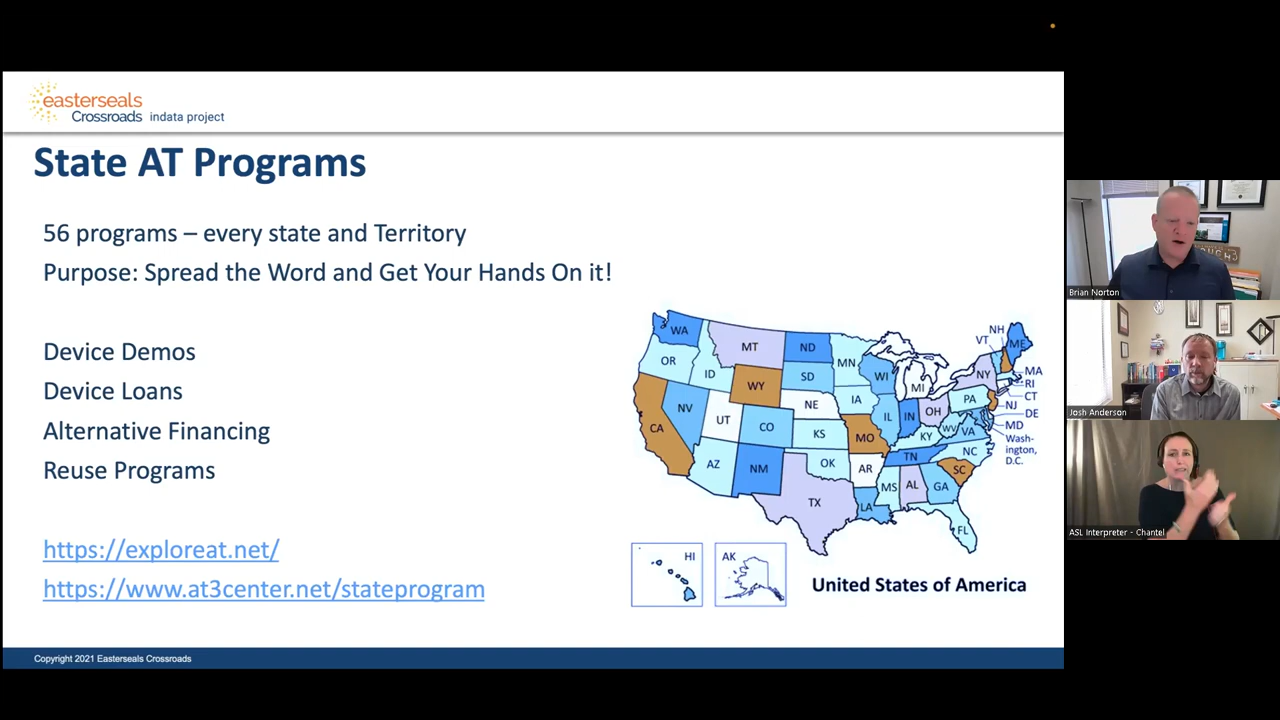 easterseals
Crossroads indata project
State AT Programs
56 programs – every state and Territory
Purpose: Spread the Word and Get Your Hands On it!
Device Demos
Device Loans
Alternative Financing
Reuse Programs
https://exploreat.net/
https://www.at3center.net/stateprogram
WA
OR
ID
MT
WY
CA
NV
UT
AZ
CO
NM
ND
SD
NE
KS
OK
TX
MN
IA
MO
AR
LA
WI
IL
MI
IN
OH
KY
TN
MS
AL
GA
FL
SC
NC
VA
WV
PA
NY
VT
NH
ME
MA
RI
CT
NJ
DE
MD
Wash-
ington,
D.C.
HI
AK
United States of America
Copyright 2021 Easterseals Crossroads
Brian Norton
Josh Anderson
ASL Interpreter - Chantel